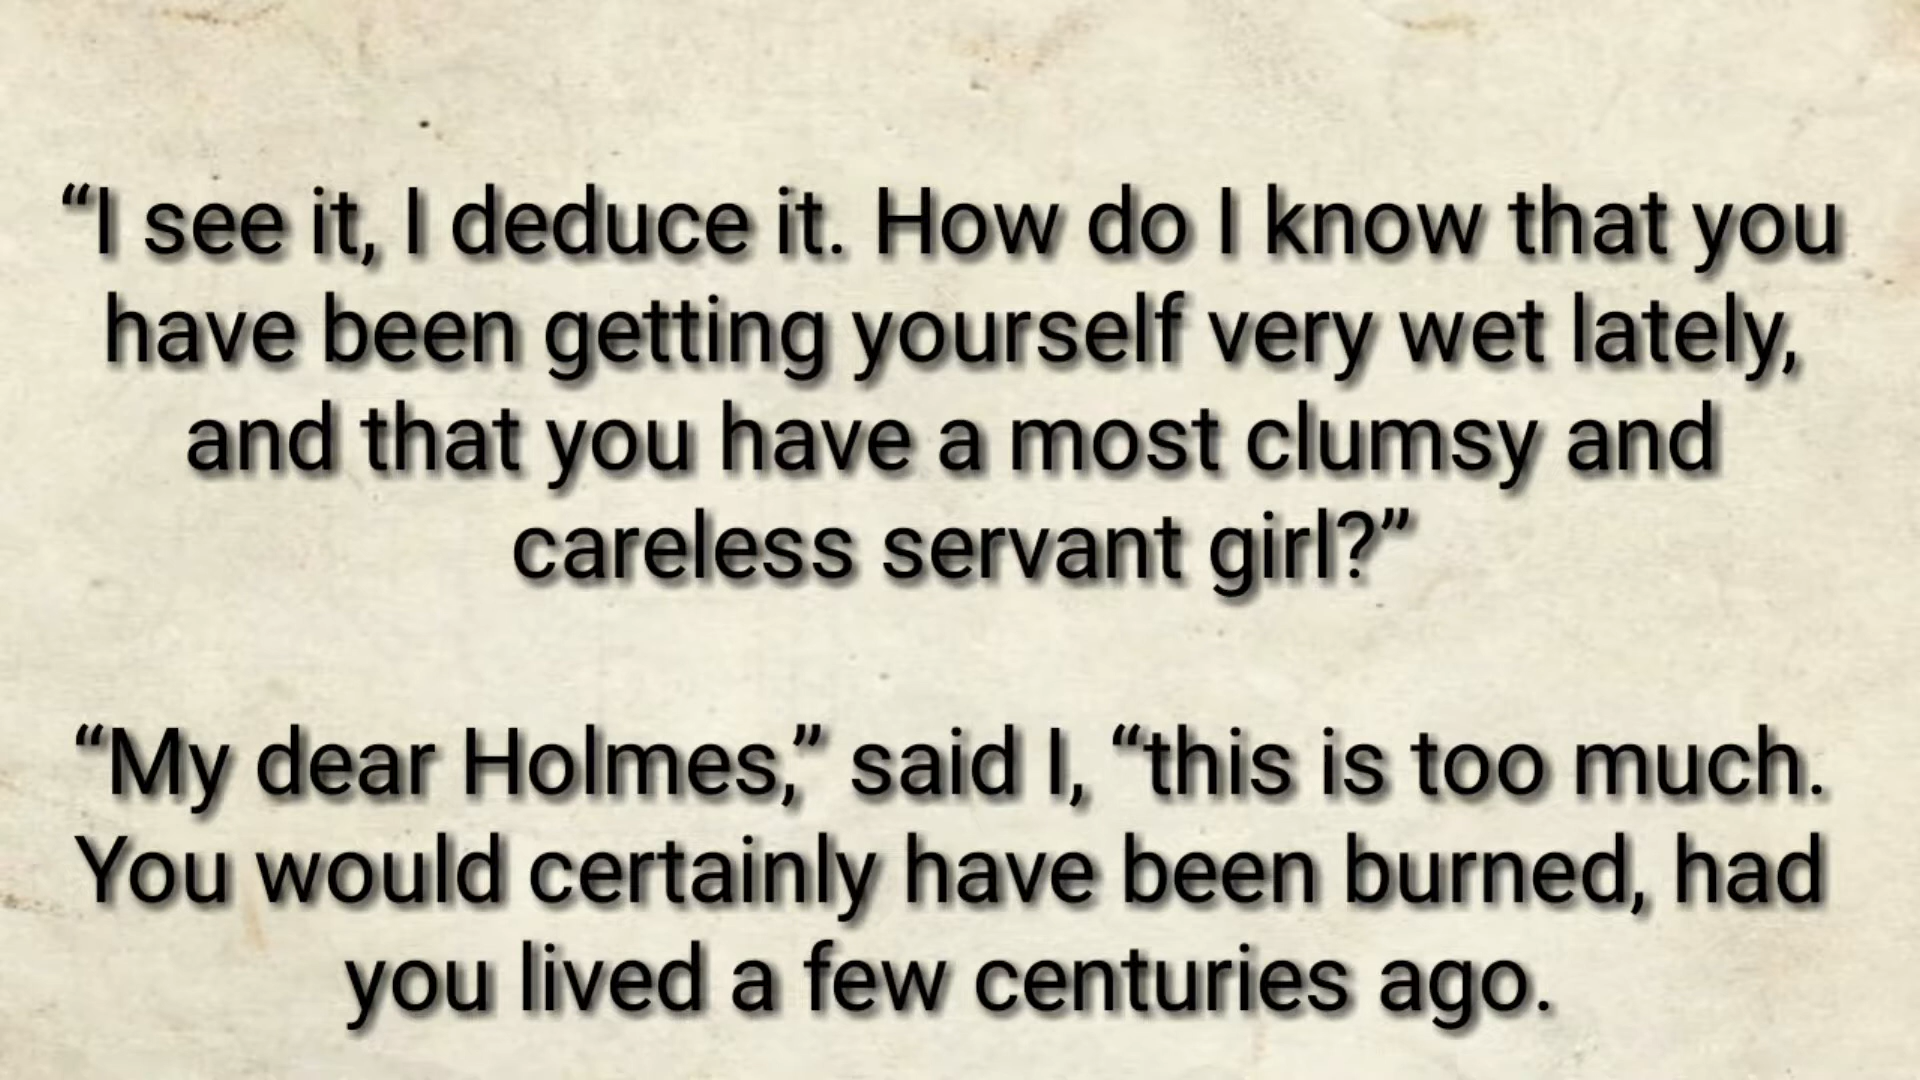 “I see it, I deduce it. How do I know that you
have been getting yourself very wet lately,
and that you have a most clumsy and
careless servant girl?”
“My dear Holmes,” said I, “this is too much.
You would certainly have been burned, had
you lived a few centuries ago.